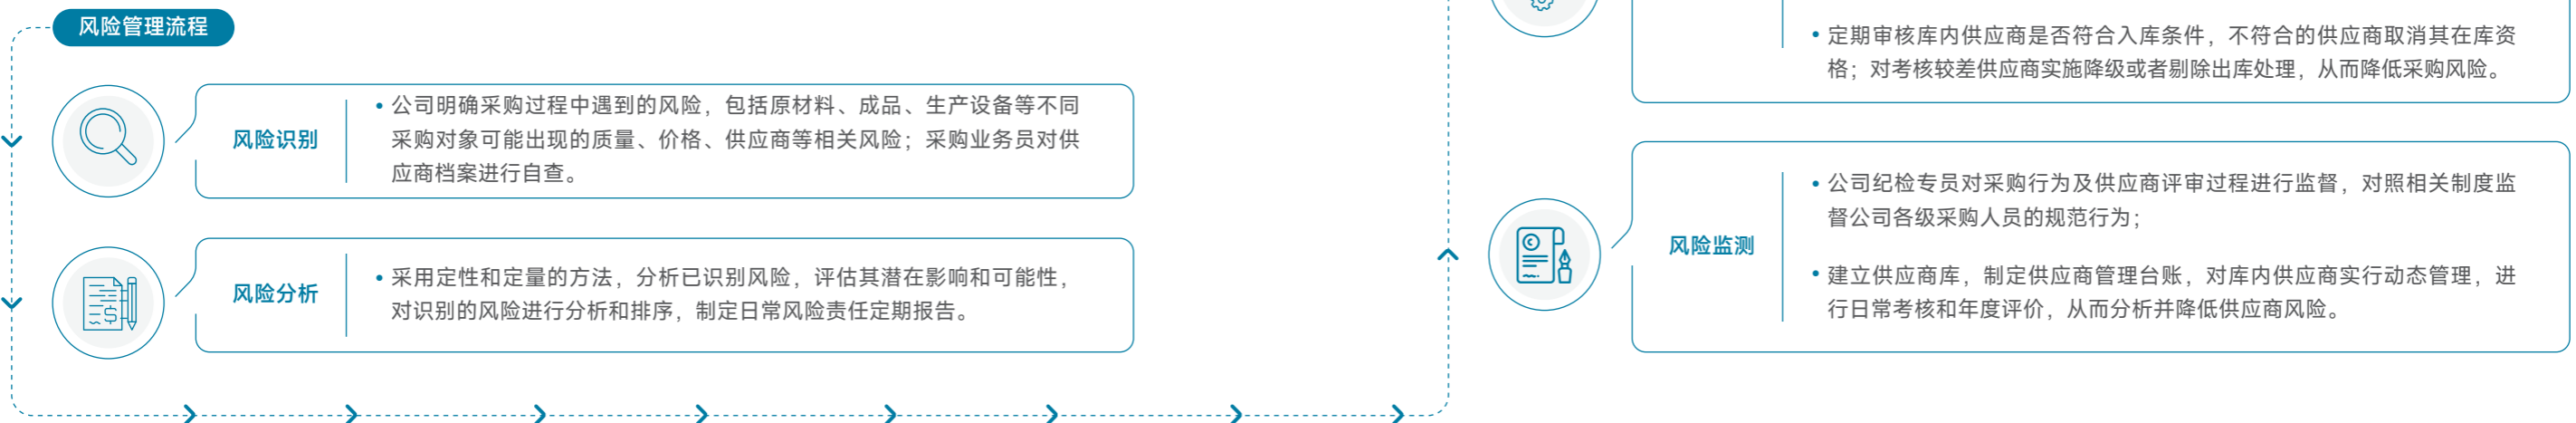 风险管理流程
风险识别
• 公司明确采购过程中遇到的风险，包括原材料、成品、生产设备等不同
采购对象可能出现的质量、价格、供应商等相关风险；采购业务员对供
应商档案进行自查。
风险分析
• 采用定性和定量的方法，分析已识别风险，评估其潜在影响和可能性，
对识别的风险进行分析和排序，制定日常风险责任定期报告。
• 定期审核库内供应商是否符合入库条件，不符合的供应商取消其在库资
格；对考核较差供应商实施降级或者剔除出库处理，从而降低采购风险。
风险监测
• 公司纪检专员对采购行为及供应商评审过程进行监督，对照相关制度监
督公司各级采购人员的规范行为；
• 建立供应商库，制定供应商管理台账，对库内供应商实行动态管理，进
行日常考核和年度评价，从而分析并降低供应商风险。